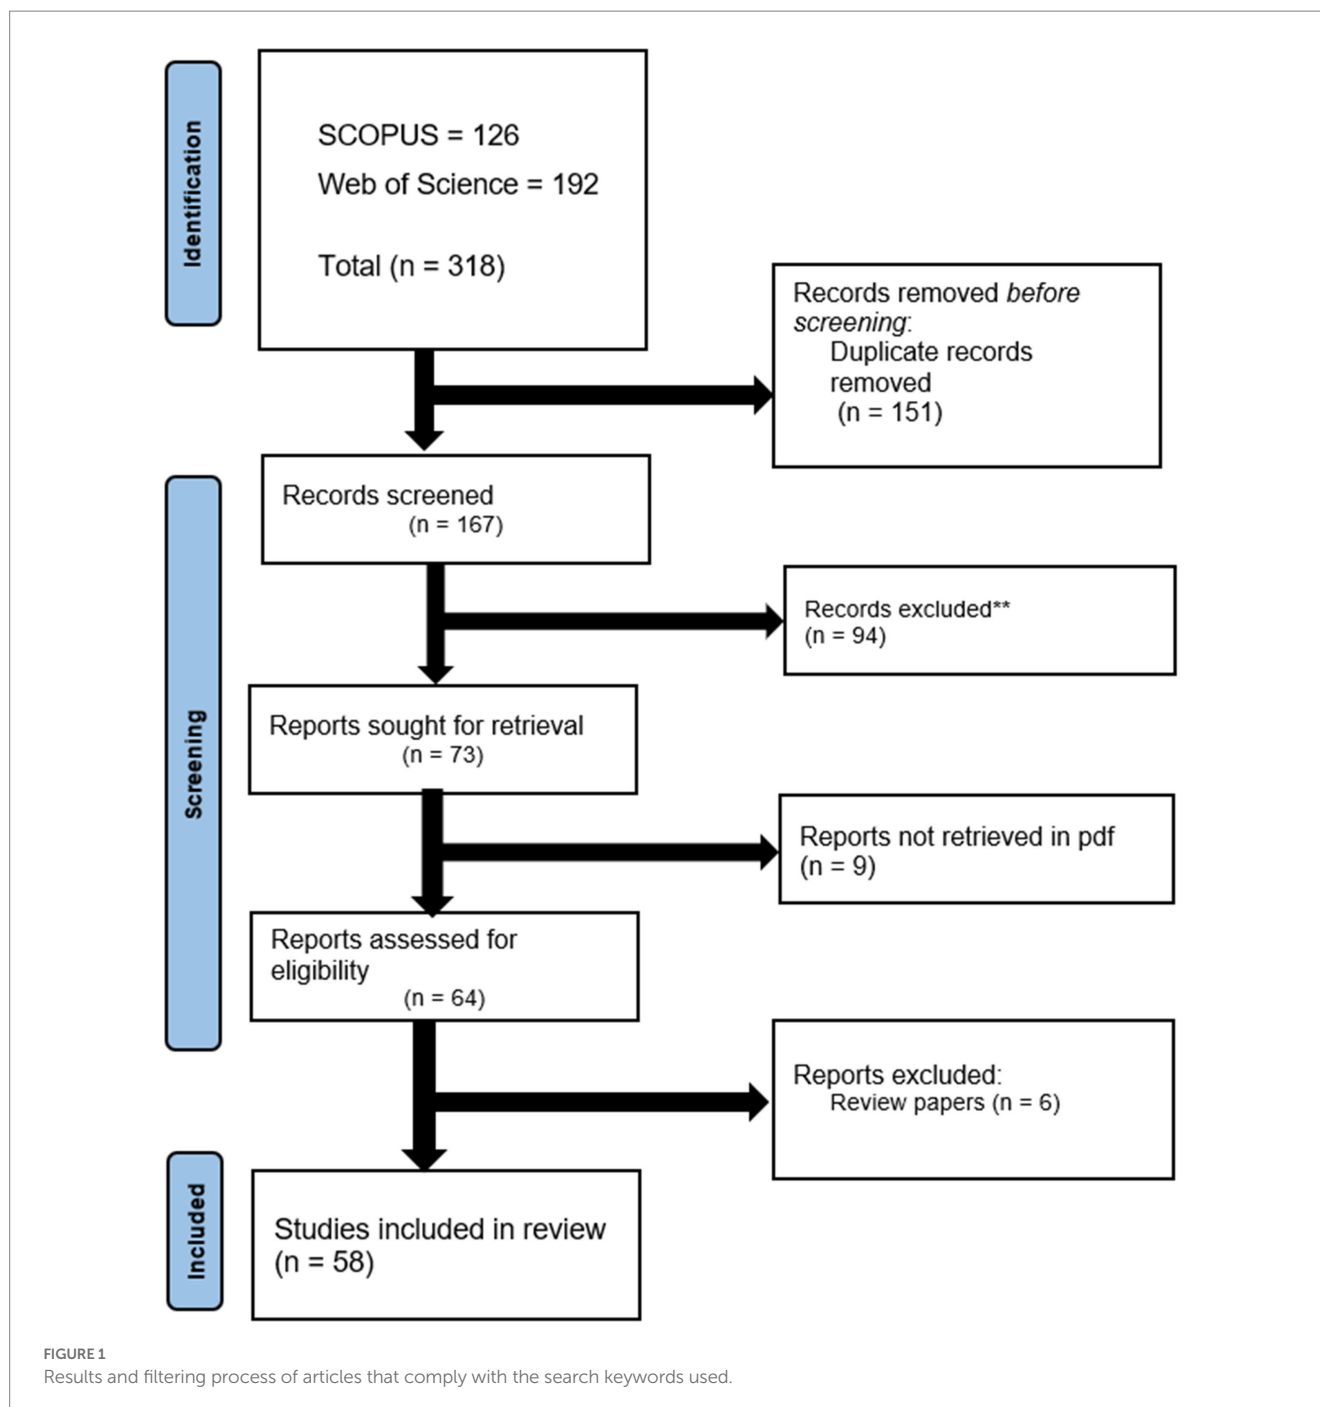 Identification
SCOPUS = 126
Web of Science = 192
Total (n = 318)
Records removed before
screening:
Duplicate records
removed
(n = 151)
Screening
Records screened
(n = 167)
Records excluded**
(n = 94)
Reports sought for retrieval
(n = 73)
Reports not retrieved in pdf
(n = 9)
Reports assessed for
eligibility
(n = 64)
Reports excluded:
Review papers (n = 6)
Included
Studies included in review
(n = 58)
FIGURE 1
Results and filtering process of articles that comply with the search keywords used.